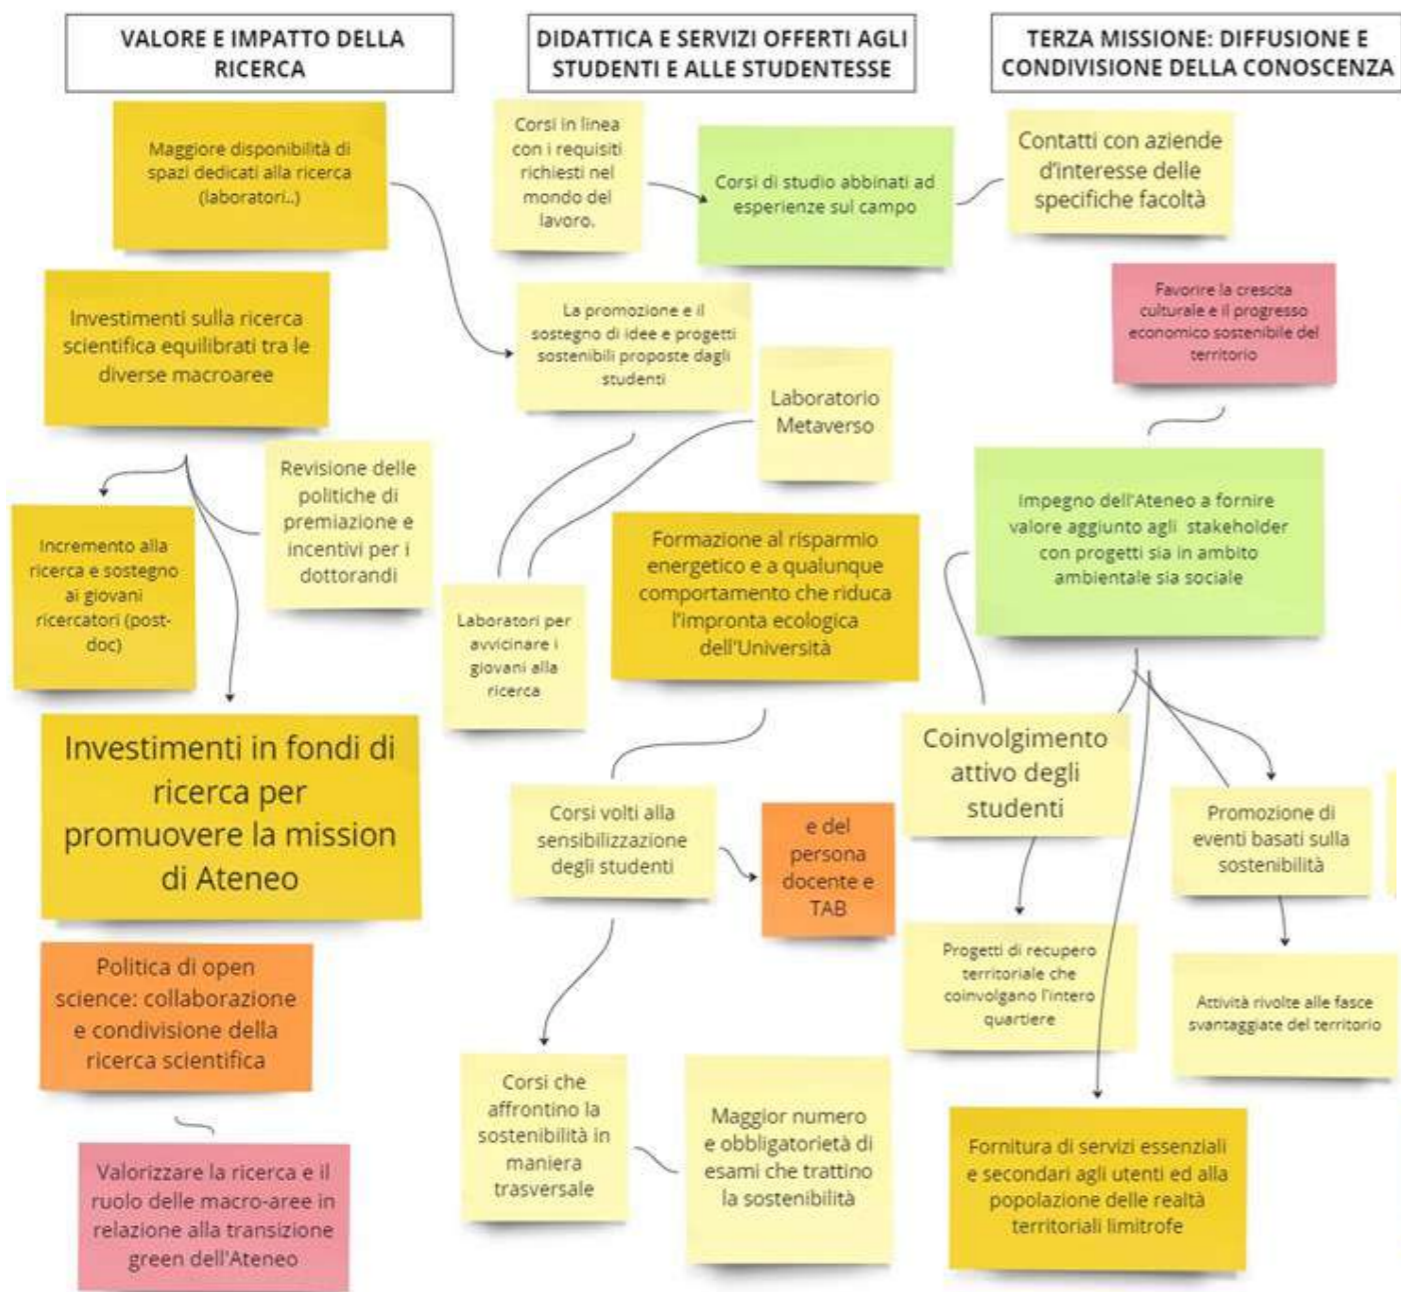 VALORE E IMPATTO DELLA
RICERCA
Maggiore disponibilità di
spazi dedicati alla ricerca
(laboratori..)
Investimenti sulla ricerca
scientifica equilibrati tra le
diverse macroaree
Revisione delle
politiche di
premiazione e
incentivi per i
dottorandi
Incremento alla
ricerca e sostegno
ai giovani
ricercatori (post-
doc)
Investimenti in fondi di
ricerca per
promuovere la mission
di Ateneo
Politica di open
science: collaborazione
e condivisione della
ricerca scientifica
Valorizzare la ricerca e il
ruolo delle macro-aree in
relazione alla transizione
green dell'Ateneo
DIDATTICA E SERVIZI OFFERTI AGLI
STUDENTI E ALLE STUDENTESSE
Corsi in linea
con i requisiti
richiesti nel
mondo del
lavoro.
Corsi di studio abbinati ad
esperienze sul campo
La promozione e il
sostegno di idee e progetti
sostenibili proposte dagli
studenti
Laboratorio
Metaverso
Formazione al risparmio
energetico e a qualunque
comportamento che riduca
l'impronta ecologica
dell'Università
Laboratori per
avvicinare i
giovani alla
ricerca
Corsi volti alla
sensibilizzazione
degli studenti
e del
persona
docente e
TAB
Corsi che
affrontino la
sostenibilità in
maniera
trasversale
Maggior numero
e obbligatorietà di
esami che trattino
la sostenibilità
TERZA MISSIONE: DIFFUSIONE E
CONDIVISIONE DELLA CONOSCENZA
Contatti con aziende
d'interesse delle
specifiche facoltà
Favorire la crescita
culturale e il progresso
economico sostenibile del
territorio
Impegno dell'Ateneo a fornire
valore aggiunto agli stakeholder
con progetti sia in ambito
ambientale sia sociale
Coinvolgimento
attivo degli
studenti
Promozione di
eventi basati sulla
sostenibilità
Progetti di recupero
territoriale che
coinvolgano l'intero
quartiere
Attività rivolte alle fasce
svantaggiate del territorio
Fornitura di servizi essenziali
e secondari agli utenti ed alla
popolazione delle realtà
territoriali limitrofe